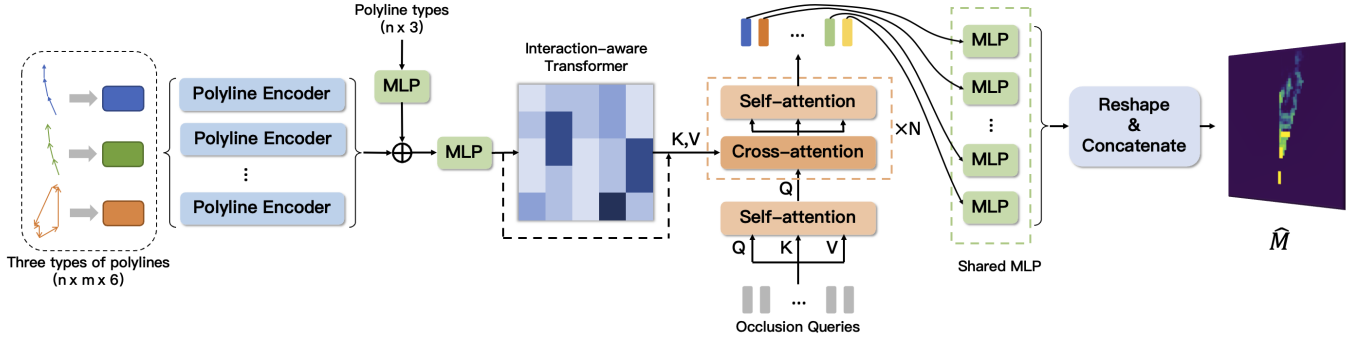 Three types of polylines
(n x m x 6)
Polyline Encoder
Polyline Encoder
...
Polyline Encoder
Polyline types
(n x 3)
MLP
MLP
Interaction-aware
Transformer
K,V
...
Self-attention
Cross-attention
×N
Q
Self-attention
Q
K
V
...
Occlusion Queries
MLP
MLP
...
MLP
MLP
Shared MLP
Reshape
&
Concatenate
M̂